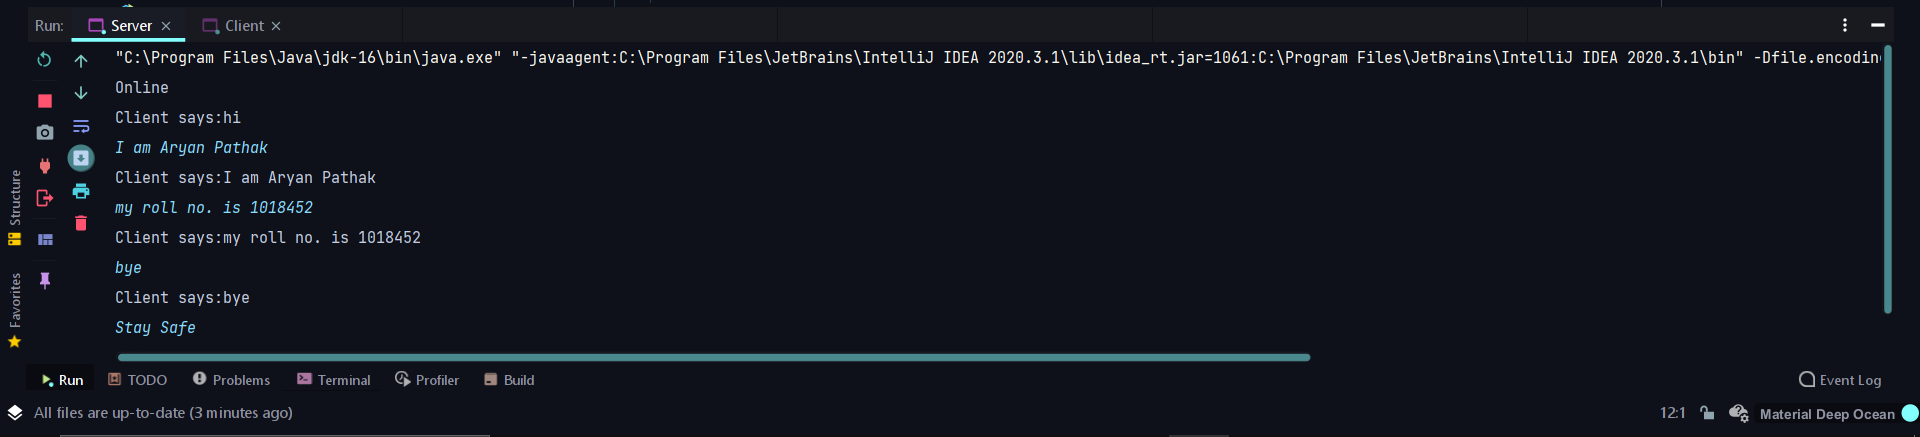 Run: Server Client
"C:\Program Files\Java\jdk-16\bin\java.exe" "-javaagent:C:\Program Files\JetBrains\IntelliJ IDEA 2020.3.1\lib\idea_rt.jar=1061:C:\Program Files\JetBrains\IntelliJ IDEA 2020.3.1\bin" -Dfile.encoding
Online
Client says:hi
I am Aryan Pathak
Client says:I am Aryan Pathak
my roll no. is 1018452
Client says:my roll no. is 1018452
bye
Client says:bye
Stay Safe
Structure
Favorites
Run TODO Problems Terminal Profiler Build Event Log
All files are up-to-date (3 minutes ago) 12:1 Material Deep Ocean